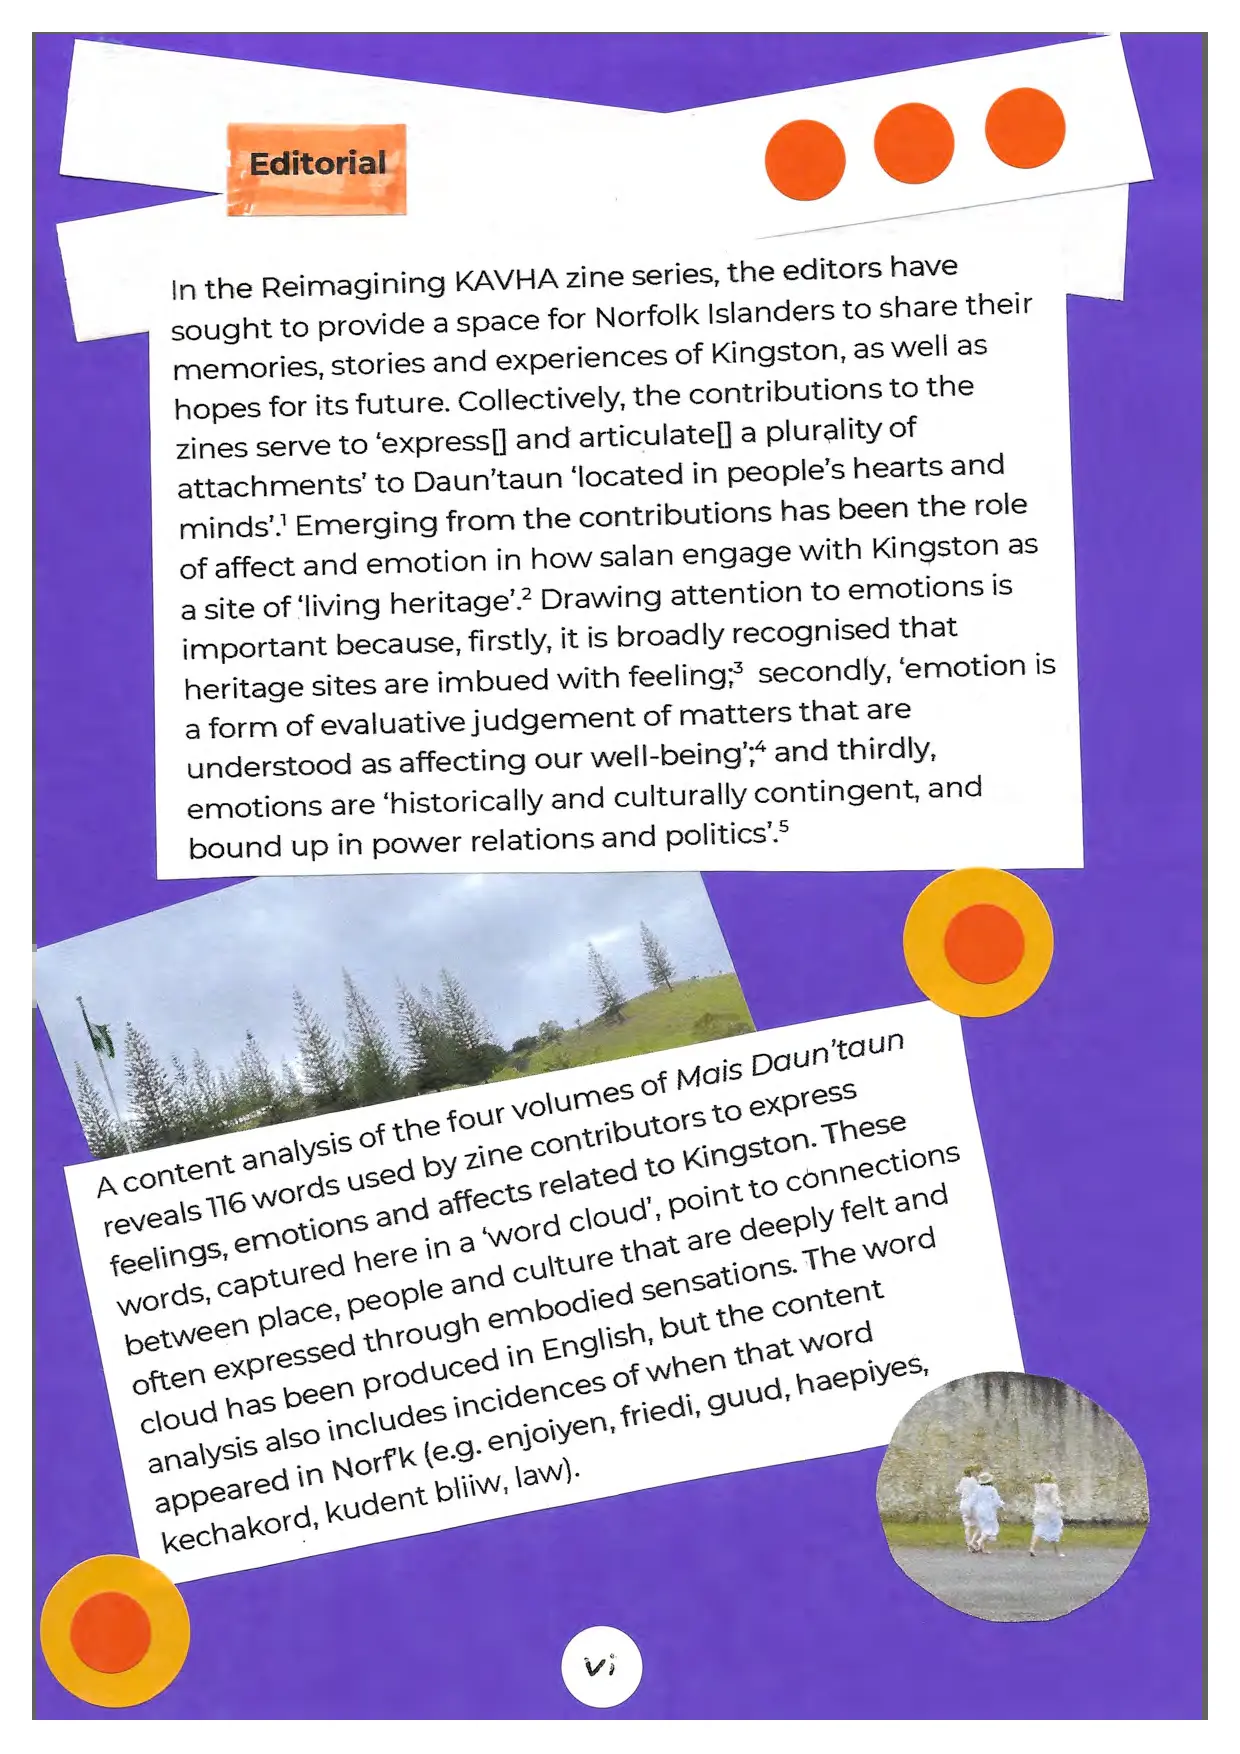 Editorial
In the Reimagining KAVHA zine series, the editors have
sought to provide a space for Norfolk Islanders to share their
memories, stories and experiences of Kingston, as well as
hopes for its future. Collectively, the contributions to the
zines serve to ‘express[] and articulate[] a plurality of
attachments’ to Daun’taun ‘located in people’s hearts and
minds’.¹ Emerging from the contributions has been the role
of affect and emotion in how salan engage with Kingston as
a site of ‘living heritage’.² Drawing attention to emotions is
important because, firstly, it is broadly recognised that
heritage sites are imbued with feeling;³ secondly, ‘emotion is
a form of evaluative judgement of matters that are
understood as affecting our well-being’;⁴ and thirdly,
emotions are ‘historically and culturally contingent, and
bound up in power relations and politics’.⁵
A content analysis of the four volumes of Mais Daun’taun
reveals 116 words used by zine contributors to express
feelings, emotions and affects related to Kingston. These
words, captured here in a ‘word cloud’, point to connections
between place, people and culture that are deeply felt and
often expressed through embodied sensations. The word
cloud has been produced in English, but the content
analysis also includes incidences of when that word
appeared in Norf’k (e.g. enjoiyen, friedi, guud, haepiyes,
kechakord, kudent bliiw, law).
vi